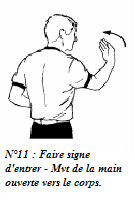 N°11 : Faire signe
d'entrer - Mvt de la main
ouverte vers le corps.